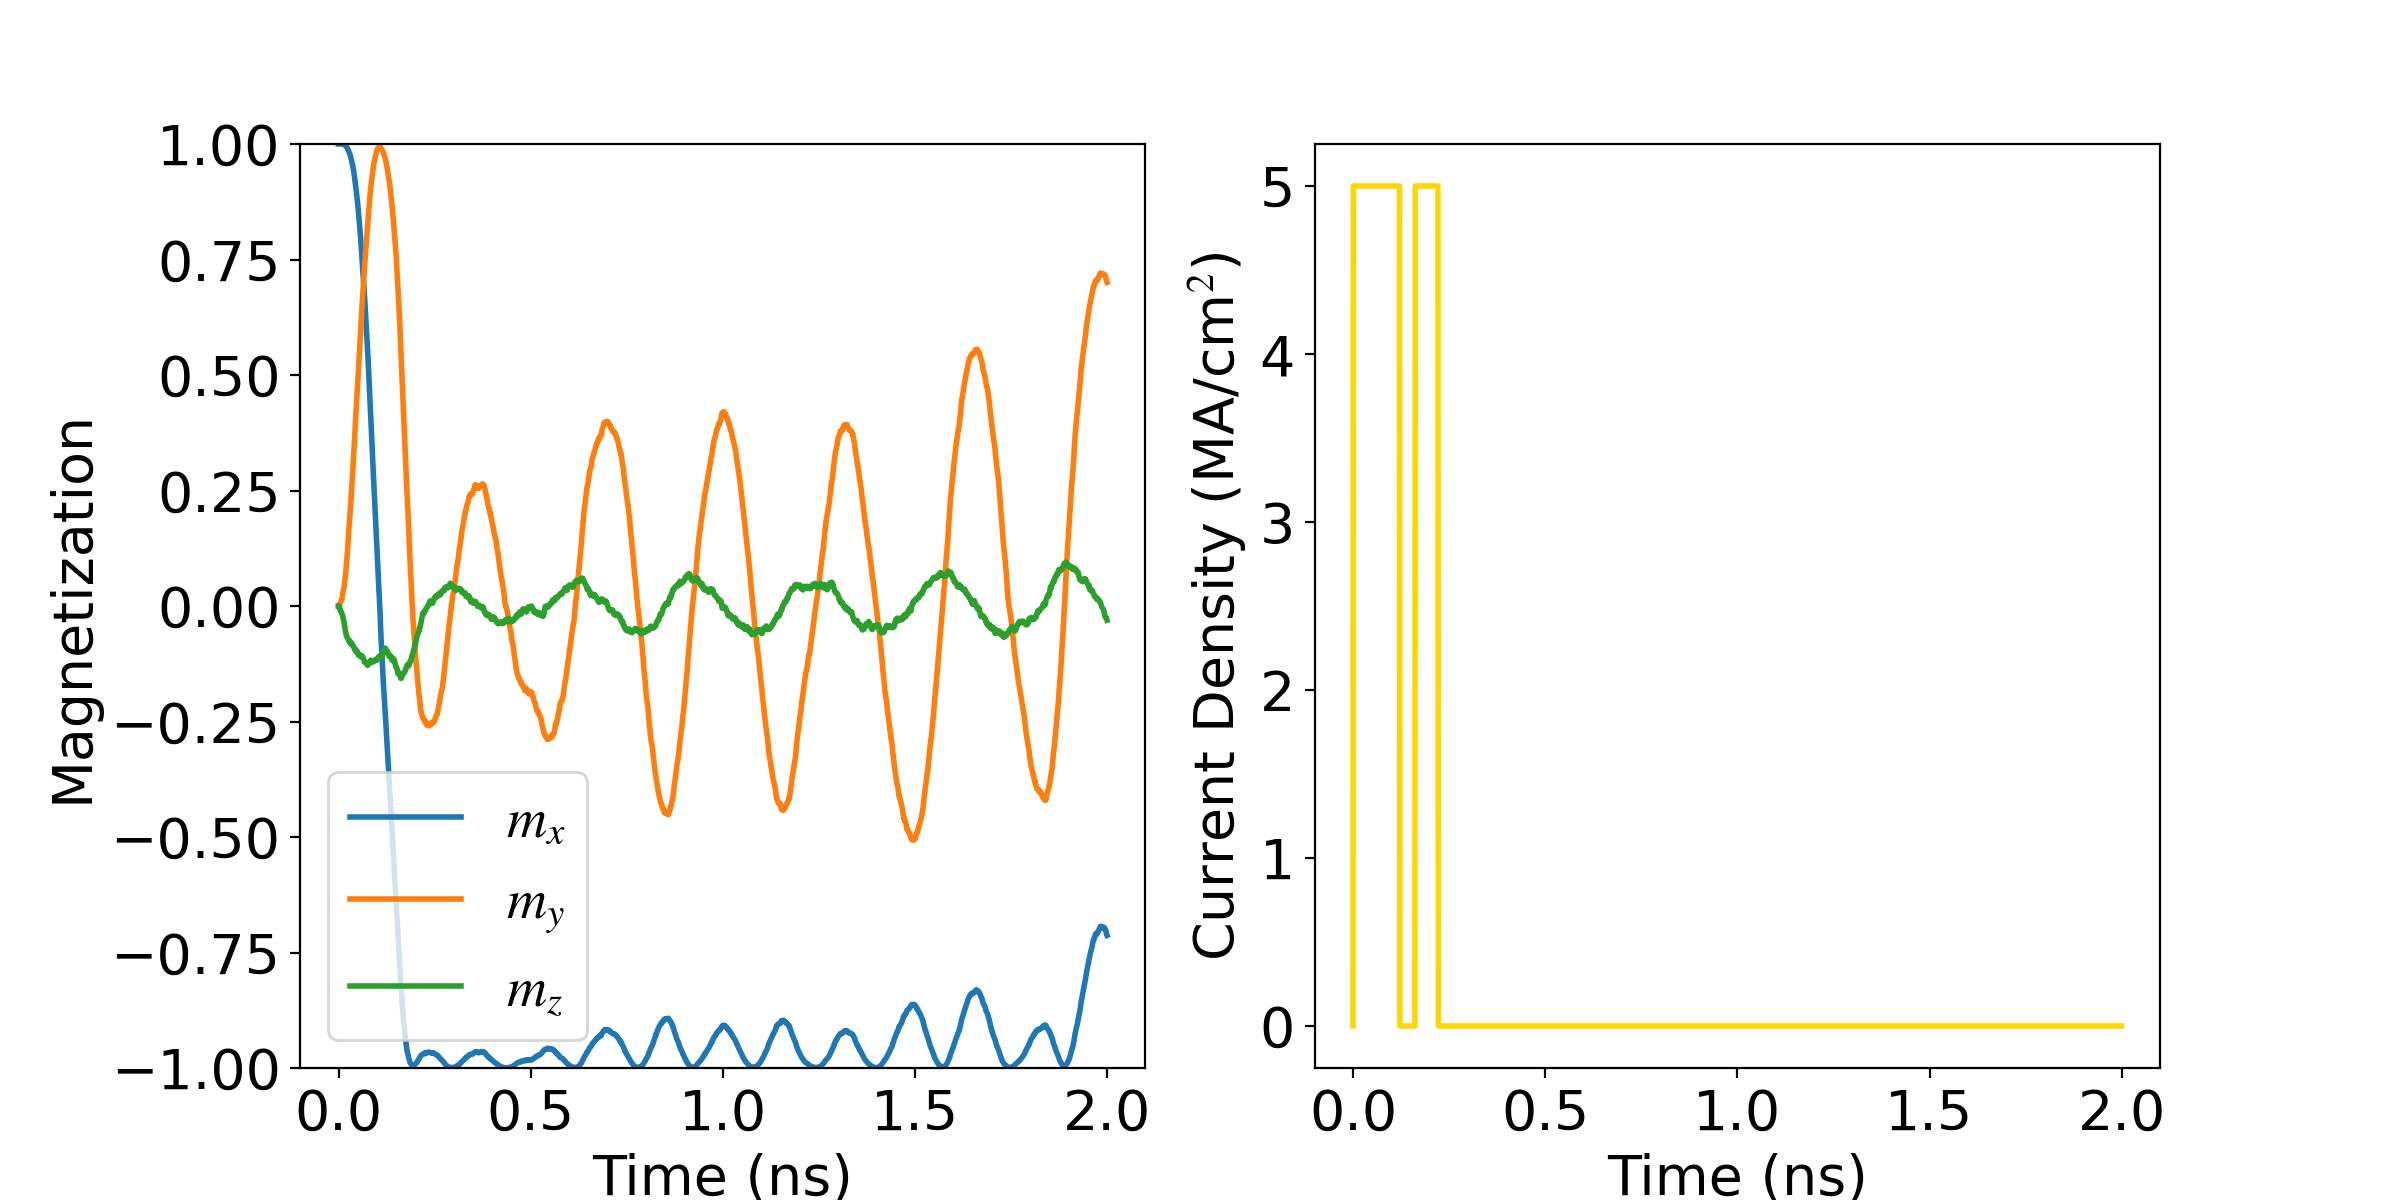 1.00
0.75
0.50
0.25
0.00
−0.25
−0.50
−0.75
−1.00
Magnetization
m_x
m_y
m_z
0.0 0.5 1.0 1.5 2.0
Time (ns)
5
4
3
2
1
0
Current Density (MA/cm²)
0.0 0.5 1.0 1.5 2.0
Time (ns)